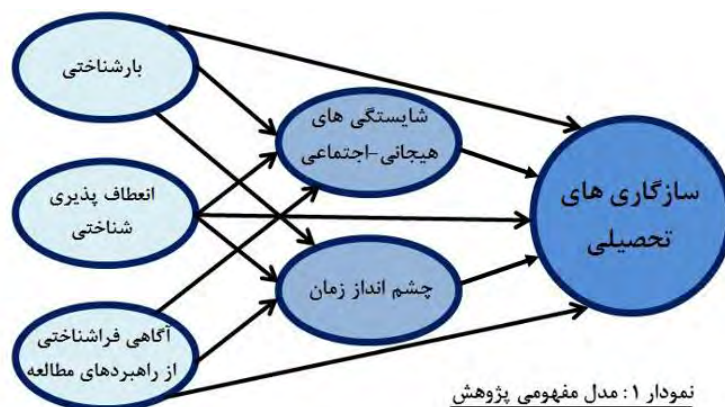 بارشناختی
شایستگی های
هیجانی-اجتماعی
سازگاری های
تحصیلی
انعطاف پذیری
شناختی
چشم انداز زمان
آگاهی فراشناختی
از راهبردهای مطالعه
نمودار ۱: مدل مفهومی پژوهش